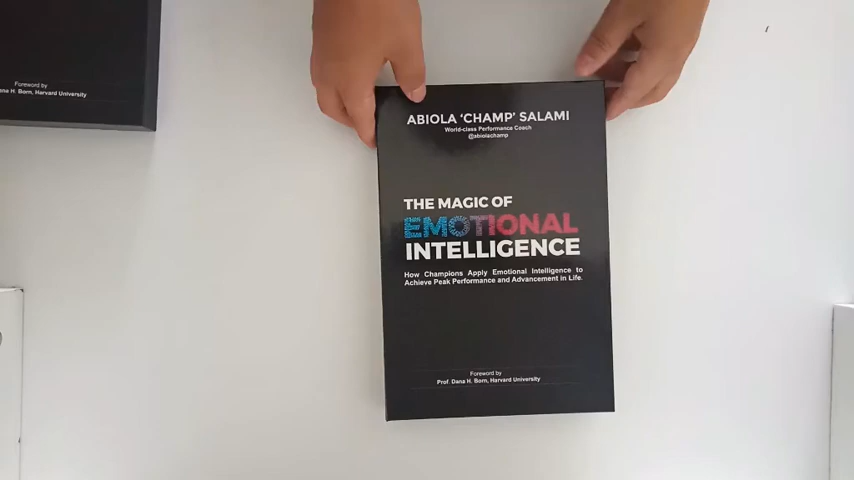 Foreword by
Dana H. Born, Harvard University
ABIOLA ‘CHAMP’ SALAMI
World-class Performance Coach
@abiolachamp
THE MAGIC OF
EMOTIONAL
INTELLIGENCE
How Champions Apply Emotional Intelligence to
Achieve Peak Performance and Advancement in Life.
Foreword by
Prof. Dana H. Born, Harvard University